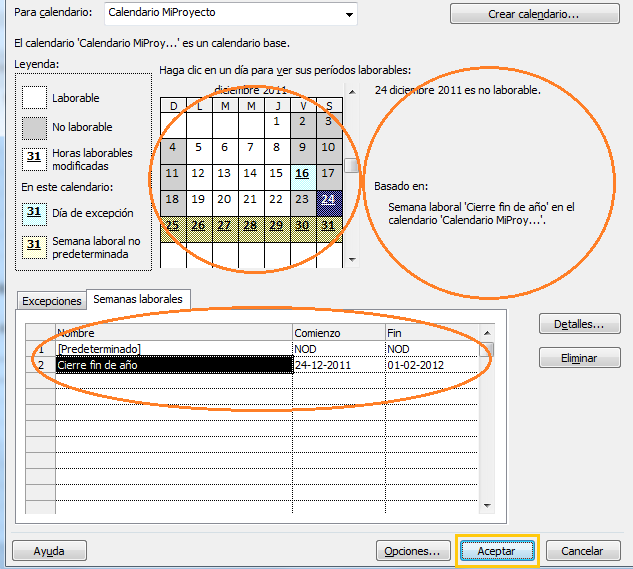 Para calendario: Calendario MiProyecto
Crear calendario...
El calendario 'Calendario MiProy...' es un calendario base.
Leyenda:
Laborable
No laborable
31 Horas laborables modificadas
En este calendario:
31 Día de excepción
31 Semana laboral no predeterminada
Haga clic en un día para ver sus períodos laborables:
diciembre 2011
D L M M J V S
1 2 3
4 5 6 7 8 9 10
11 12 13 14 15 16 17
18 19 20 21 22 23 24
25 26 27 28 29 30 31
24 diciembre 2011 es no laborable.
Basado en:
Semana laboral 'Cierre fin de año' en el
calendario 'Calendario MiProy...'.
Excepciones Semanas laborales
Nombre Comienzo Fin
1 [Predeterminado] NOD NOD
2 Cierre fin de año 24-12-2011 01-02-2012
Detalles...
Eliminar
Ayuda Opciones... Aceptar Cancelar